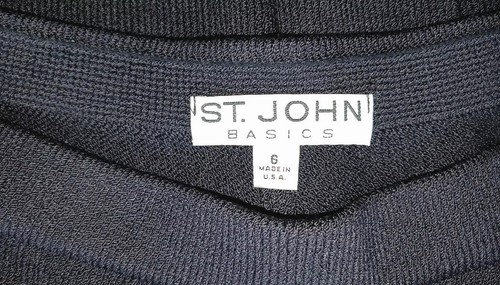 ST. JOHN
BASICS
6
MADE IN
U.S.A.